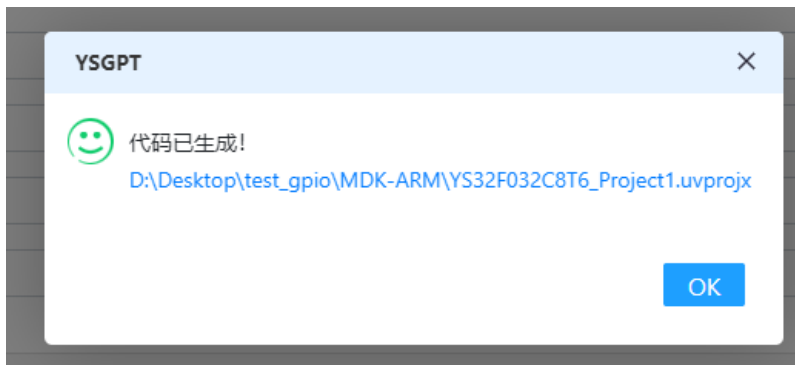 YSGPT
代码已生成!
D:\Desktop\test_gpio\MDK-ARM\YS32F032C8T6_Project1.uvprojx
OK